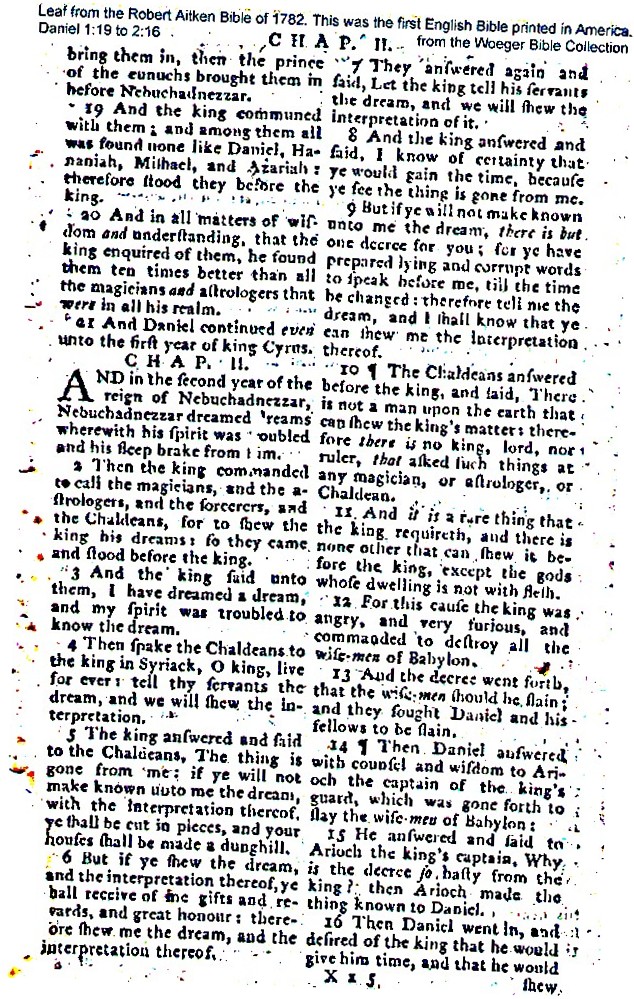 Leaf from the Robert Aitken Bible of 1782. This was the first English Bible printed in America.
Daniel 1:19 to 2:16
from the Woeger Bible Collection
C H A P. II.
bring them in, then the prince
of the eunuchs brought them in
before Nebuchadnezzar.
19 And the king communed
with them; and among them all
was found none like Daniel, Ha-
naniah, Miſhael, and Azariah:
therefore ſtood they before the
king.
20 And in all matters of wiſ-
dom and underſtanding, that the
king enquired of them, he found
them ten times better than all
the magicians and aſtrologers that
were in all his realm.
21 And Daniel continued even
unto the firſt year of king Cyrus.
C H A P. II.
AND in the ſecond year of the
reign of Nebuchadnezzar,
Nebuchadnezzar dreamed reams
wherewith his ſpirit was oubled
and his ſleep brake from im.
2 Then the king commanded
to call the magicians, and the a-
ſtrologers, and the ſorcerers, and
the Chaldeans, for to ſhew the
king his dreams: ſo they came
and ſtood before the king.
3 And the king ſaid unto
them, I have dreamed a dream,
and my ſpirit was troubled to
know the dream.
4 Then ſpake the Chaldeans to
the king in Syriack, O king, live
for ever: tell thy ſervants the
dream, and we will ſhew the in-
terpretation.
5 The king anſwered and ſaid
to the Chaldeans, The thing is
gone from me: if ye will not
make known unto me the dream,
with the interpretation thereof,
ye ſhall be cut in pieces, and your
houſes ſhall be made a dunghill.
6 But if ye ſhew the dream,
and the interpretation thereof, ye
hall receive of me gifts and re-
wards, and great honour: there-
ore ſhew me the dream, and the
interpretation thereof.
7 They anſwered again and
ſaid, Let the king tell his ſervants
the dream, and we will ſhew the
interpretation of it.
8 And the king anſwered and
ſaid, I know of certainty that
ye would gain the time, becauſe
ye ſee the thing is gone from me.
9 But if ye will not make known
unto me the dream, there is but
one decree for you; for ye have
prepared lying and corrupt words
to ſpeak before me, till the time
be changed: therefore tell me the
dream, and I ſhall know that ye
can ſhew me the interpretation
thereof.
10 ¶ The Chaldeans anſwered
before the king, and ſaid, There
is not a man upon the earth that
can ſhew the king's matter: there-
fore there is no king, lord, nor
ruler, that aſked ſuch things at
any magician, or aſtrologer, or
Chaldean.
11 And it is a rare thing that
the king requireth, and there is
none other that can ſhew it be-
fore the king, except the gods
whoſe dwelling is not with fleſh.
12 For this cauſe the king was
angry, and very furious, and
commanded to deſtroy all the
wiſe-men of Babylon.
13 And the decree went forth,
that the wiſe-men ſhould be ſlain;
and they ſought Daniel and his
fellows to be ſlain.
14 ¶ Then Daniel anſwered
with counſel and wiſdom to Ari-
och the captain of the king's
guard, which was gone forth to
ſlay the wiſe-men of Babylon:
15 He anſwered and ſaid to
Arioch the king's captain, Why
is the decree ſo haſty from the
king? then Arioch made the
thing known to Daniel.
16 Then Daniel went in, and
deſired of the king that he would
give him time, and that he would
X x 5.
ſhew